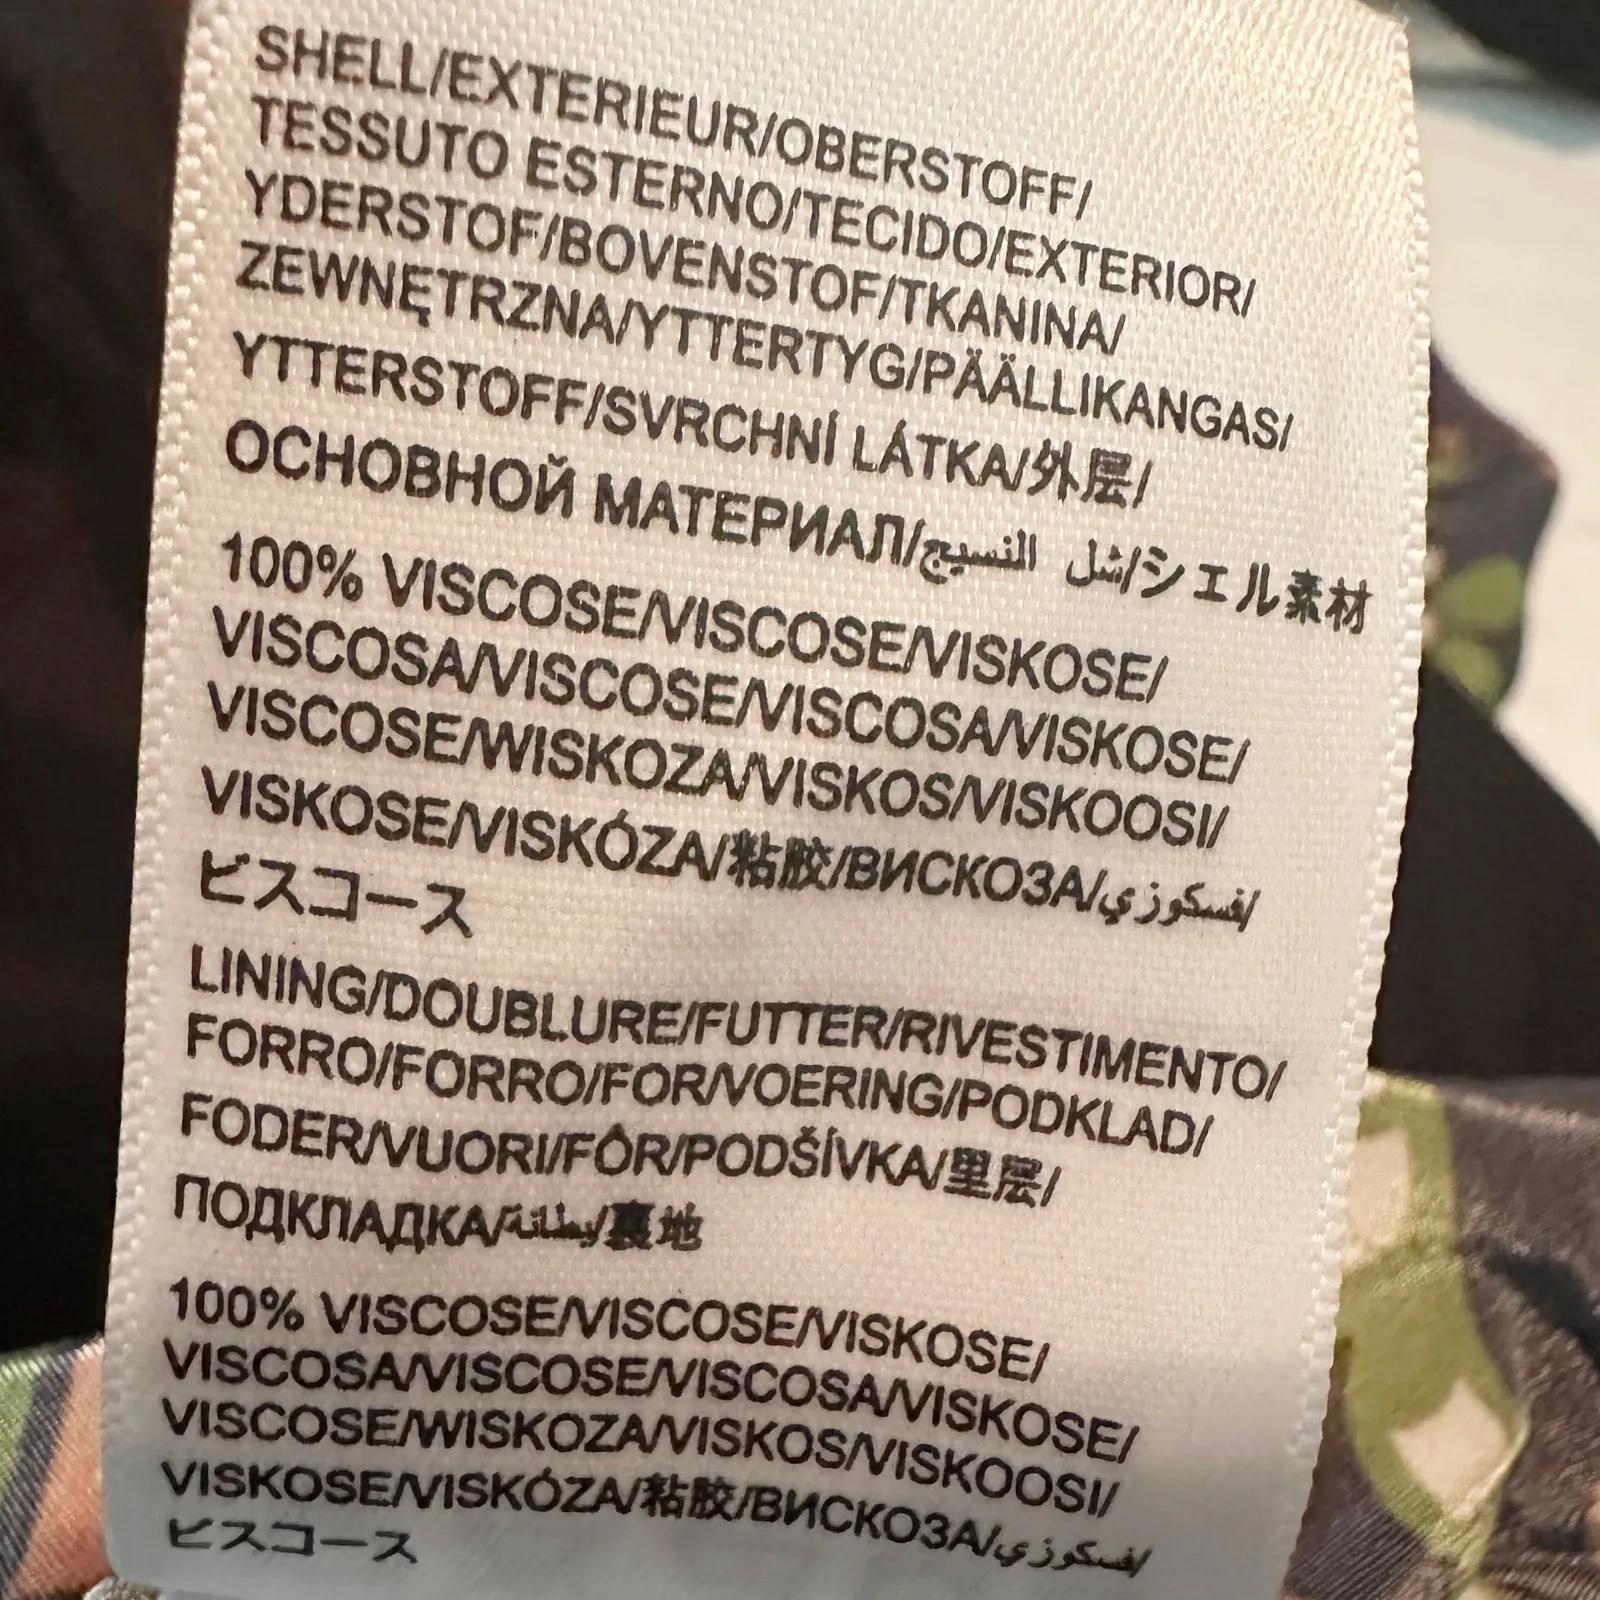 SHELL/EXTERIEUR/OBERSTOFF/
TESSUTO ESTERNO/TECIDO/EXTERIOR/
YDERSTOF/BOVENSTOF/TKANINA/
ZEWNĘTRZNA/YTTERTYG/PÄÄLLIKANGAS/
YTTERSTOFF/SVRCHNÍ LÁTKA/外层/
ОСНОВНОЙ МАТЕРИАЛ/شل النسيج/シェル素材
100% VISCOSE/VISCOSE/VISKOSE/
VISCOSA/VISCOSE/VISCOSA/VISKOSE/
VISCOSE/WISKOZA/VISKOS/VISKOOSI/
VISKOSE/VISKÓZA/粘胶/ВИСКОЗА/فسكوزي/
ビスコース
LINING/DOUBLURE/FUTTER/RIVESTIMENTO/
FORRO/FORRO/FOR/VOERING/PODKLAD/
FODER/VUORI/FÔR/PODŠÍVKA/里层/
ПОДКЛАДКА/بطانة/裏地
100% VISCOSE/VISCOSE/VISKOSE/
VISCOSA/VISCOSE/VISCOSA/VISKOSE/
VISCOSE/WISKOZA/VISKOS/VISKOOSI/
VISKOSE/VISKÓZA/粘胶/ВИСКОЗА/فسكوزي/
ビスコース